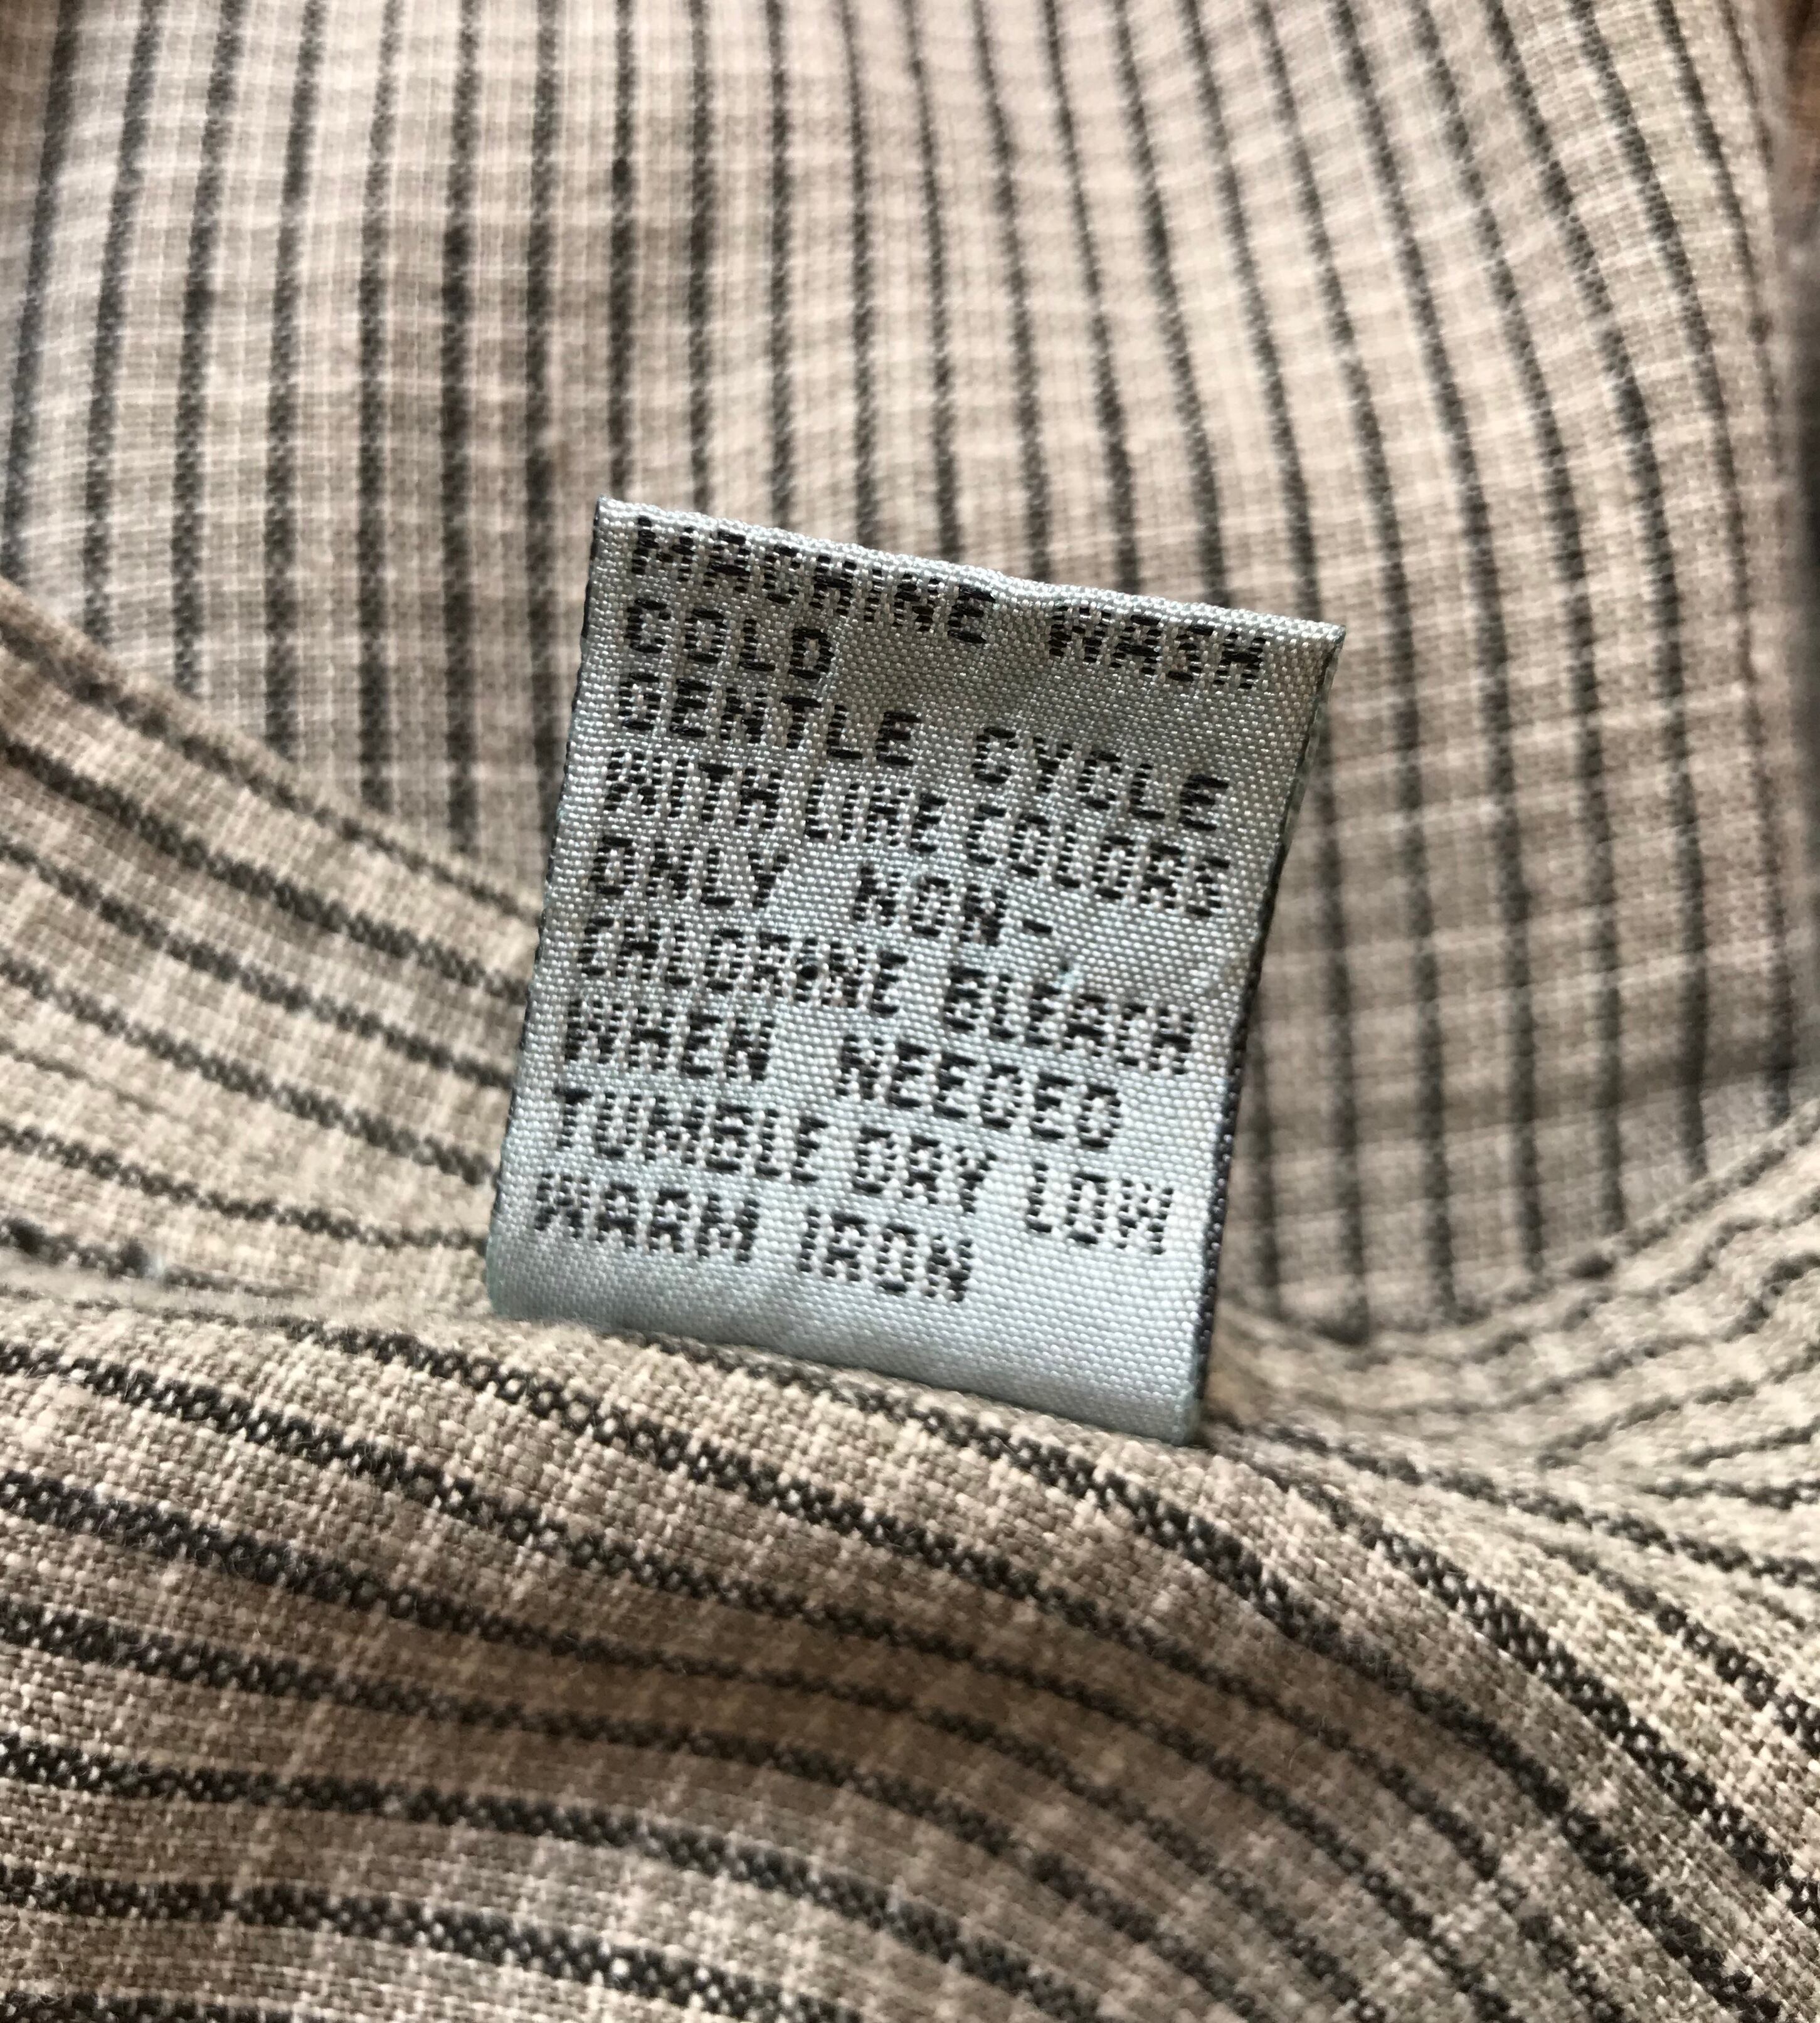 MACHINE WASH
COLD
GENTLE CYCLE
WITH LIKE COLORS
ONLY NON-
CHLORINE BLEACH
WHEN NEEDED
TUMBLE DRY LOW
WARM IRON